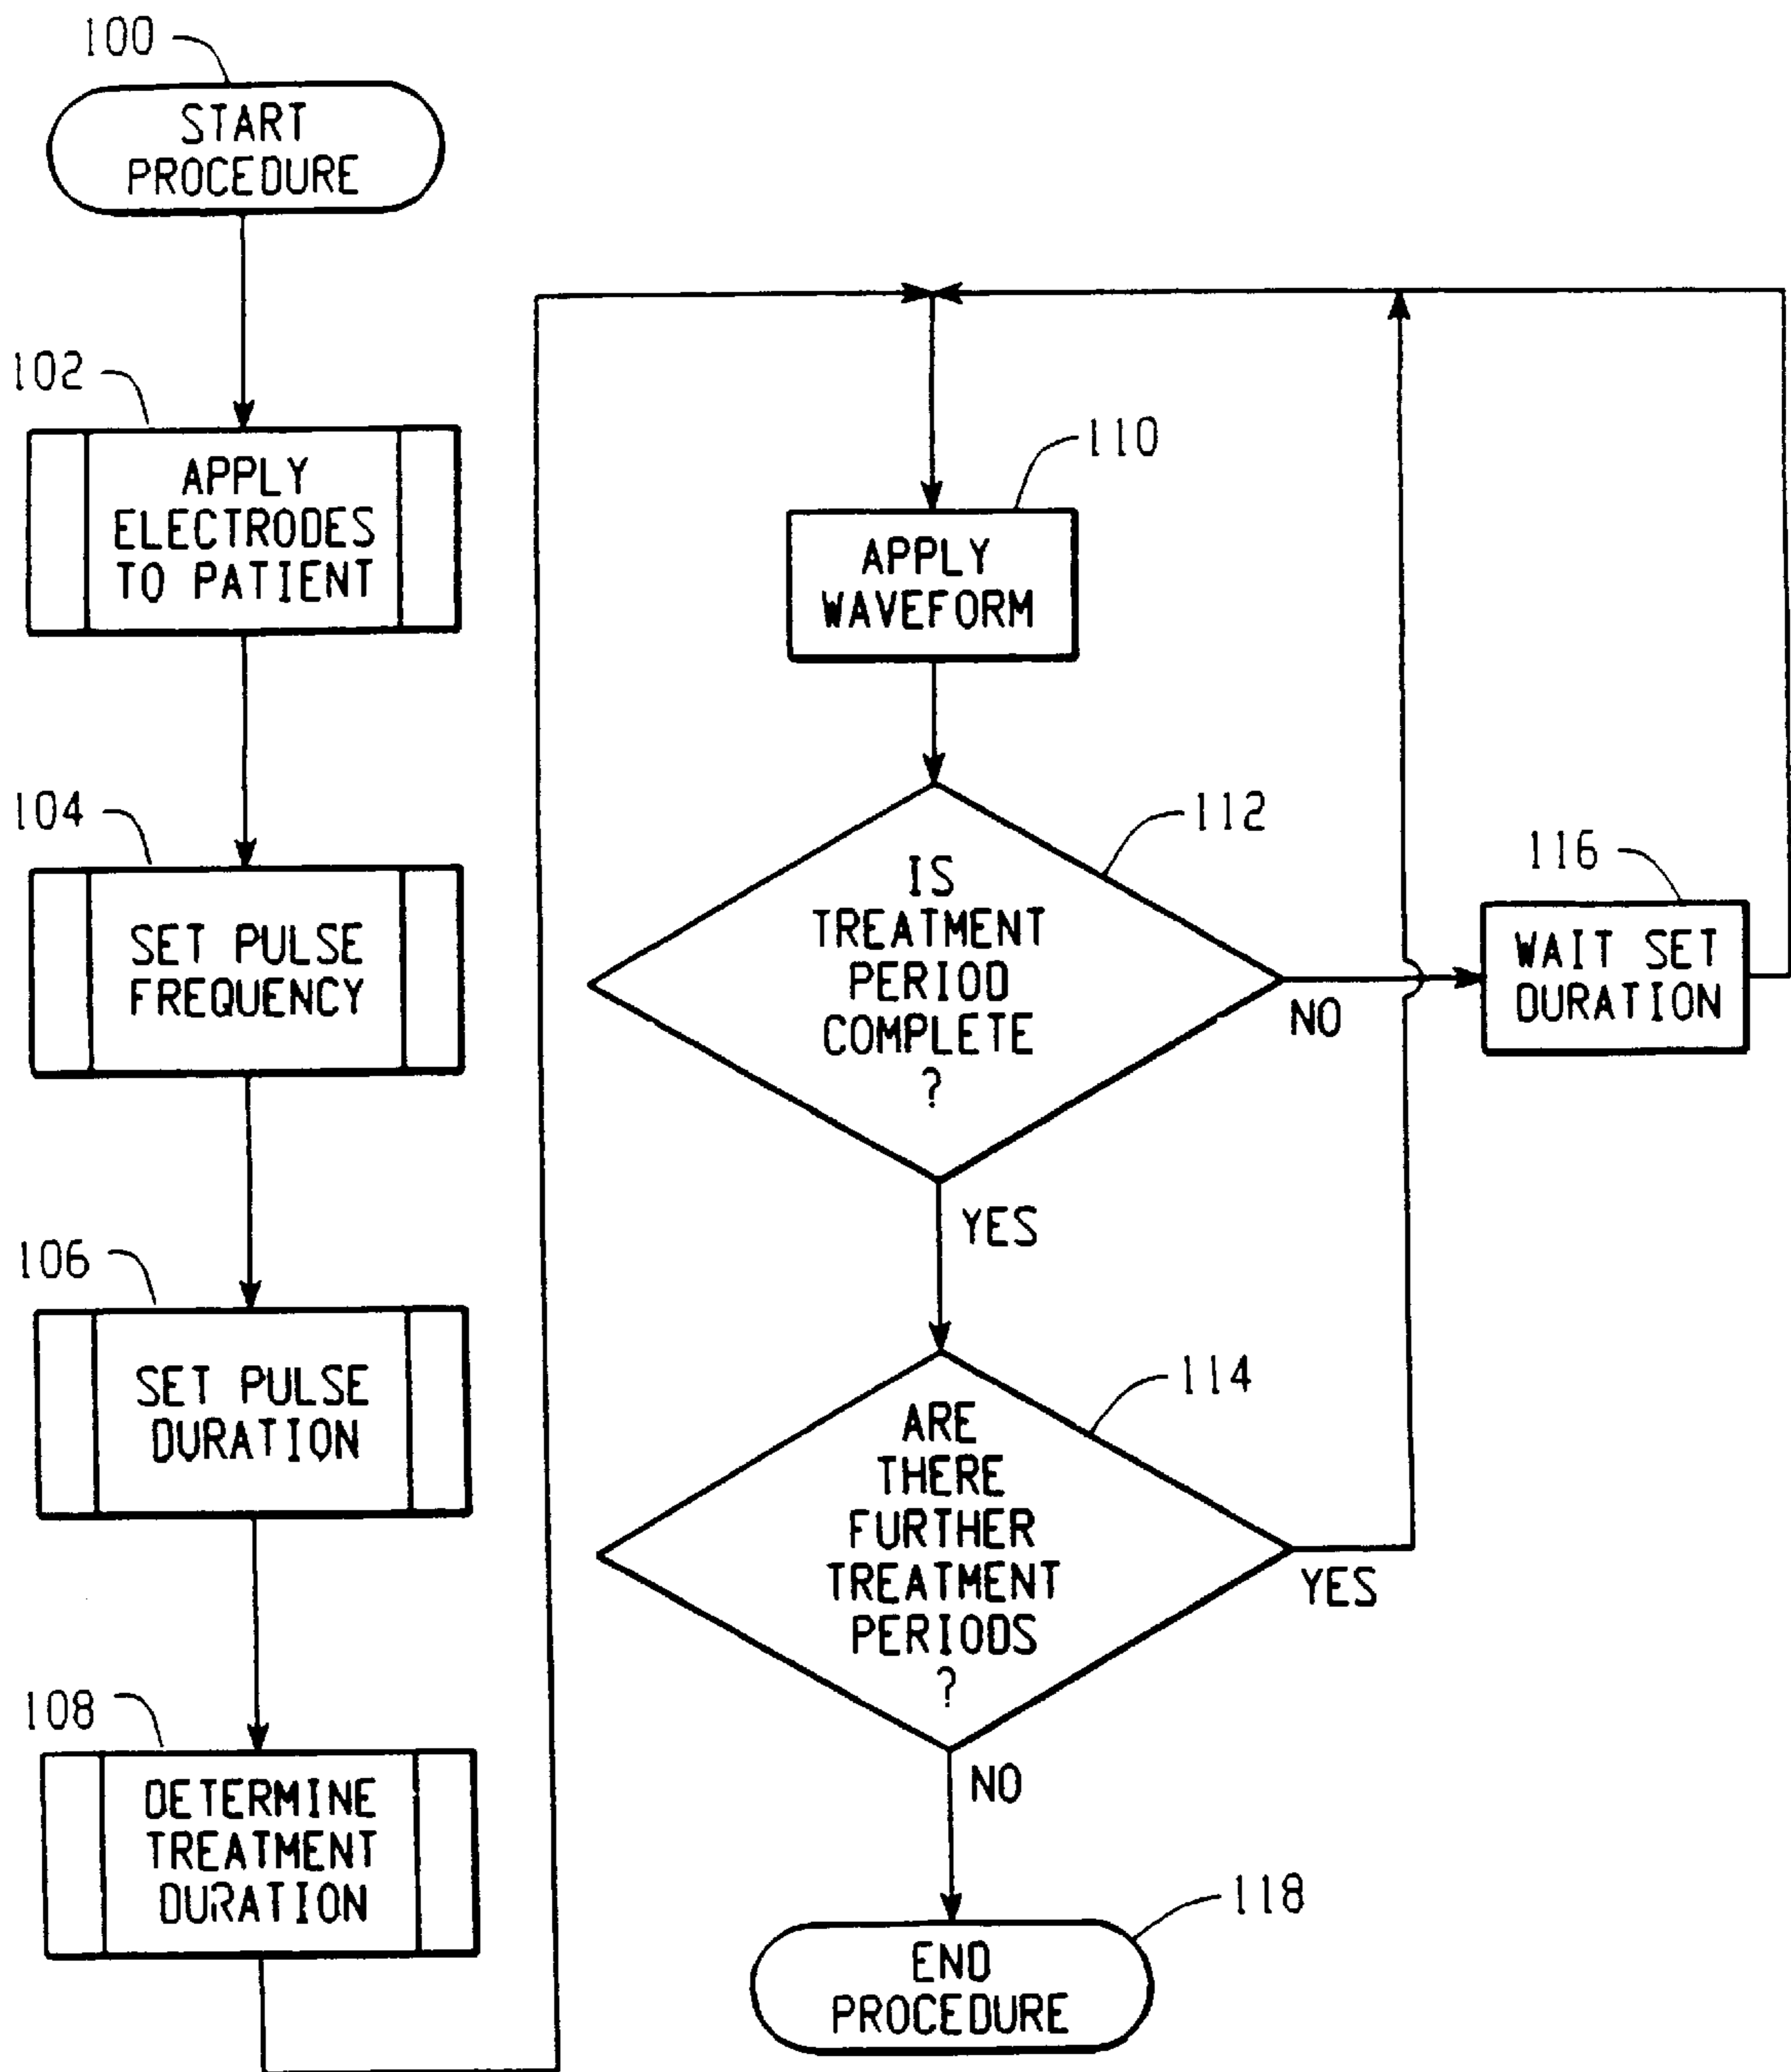 100
START
PROCEDURE
102
APPLY
ELECTRODES
TO PATIENT
104
SET PULSE
FREQUENCY
106
SET PULSE
DURATION
108
DETERMINE
TREATMENT
DURATION
110
APPLY
WAVEFORM
112
IS
TREATMENT
PERIOD
COMPLETE
?
NO
116
WAIT SET
DURATION
YES
114
ARE
THERE
FURTHER
TREATMENT
PERIODS
?
YES
NO
118
END
PROCEDURE